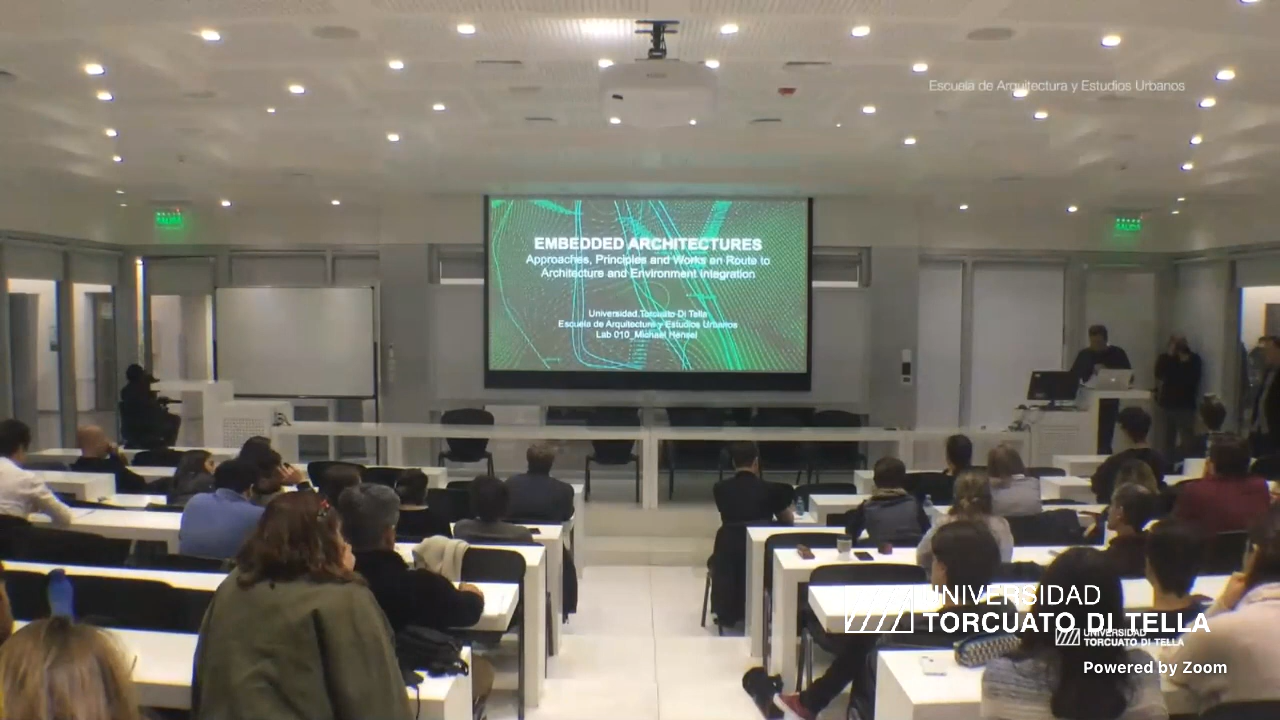 Escuela de Arquitectura y Estudios Urbanos
SALIDA
SALIDA
EMBEDDED ARCHITECTURES
Approaches, Principles and Works en Route to
Architecture and Environment Integration
Universidad Torcuato Di Tella
Escuela de Arquitectura y Estudios Urbanos
Lab 010_Michael Hensel
UNIVERSIDAD
TORCUATO DI TELLA
UNIVERSIDAD
TORCUATO DI TELLA
Powered by Zoom